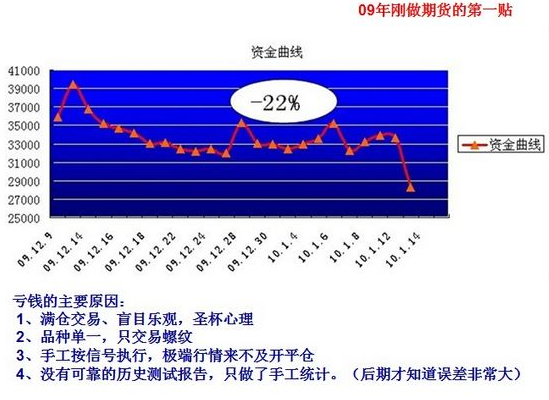 09年刚做期货的第一贴
资金曲线
41000
39000
37000
35000
33000
31000
29000
27000
25000
-22%
资金曲线
09.12.9
09.12.14
09.12.16
09.12.18
09.12.22
09.12.24
09.12.28
09.12.30
10.1.4
10.1.6
10.1.8
10.1.12
10.1.14
亏钱的主要原因：
1、满仓交易、盲目乐观，圣杯心理
2、品种单一，只交易螺纹
3、手工按信号执行，极端行情来不及开平仓
4、没有可靠的历史测试报告，只做了手工统计。（后期才知道误差非常大）